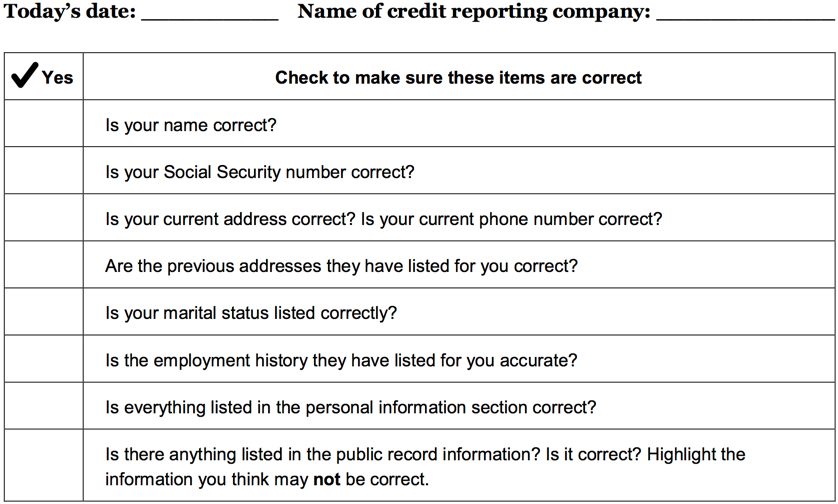 Today's date: _____________ Name of credit reporting company: _________________
✓ Yes Check to make sure these items are correct
Is your name correct?
Is your Social Security number correct?
Is your current address correct? Is your current phone number correct?
Are the previous addresses they have listed for you correct?
Is your marital status listed correctly?
Is the employment history they have listed for you accurate?
Is everything listed in the personal information section correct?
Is there anything listed in the public record information? Is it correct? Highlight the
information you think may not be correct.